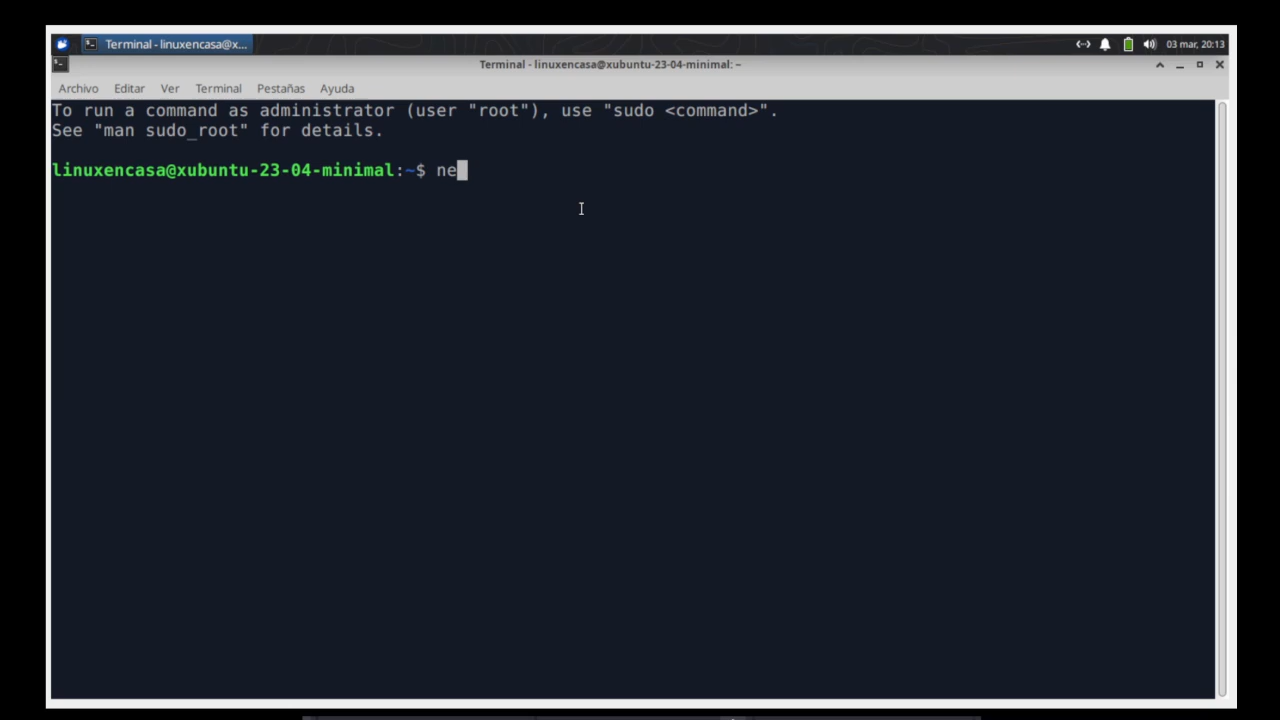 Terminal - linuxencasa@x...
03 mar, 20:13
Terminal - linuxencasa@xubuntu-23-04-minimal: ~
Archivo Editar Ver Terminal Pestañas Ayuda
To run a command as administrator (user "root"), use "sudo <command>".
See "man sudo_root" for details.
linuxencasa@xubuntu-23-04-minimal:~$ ne